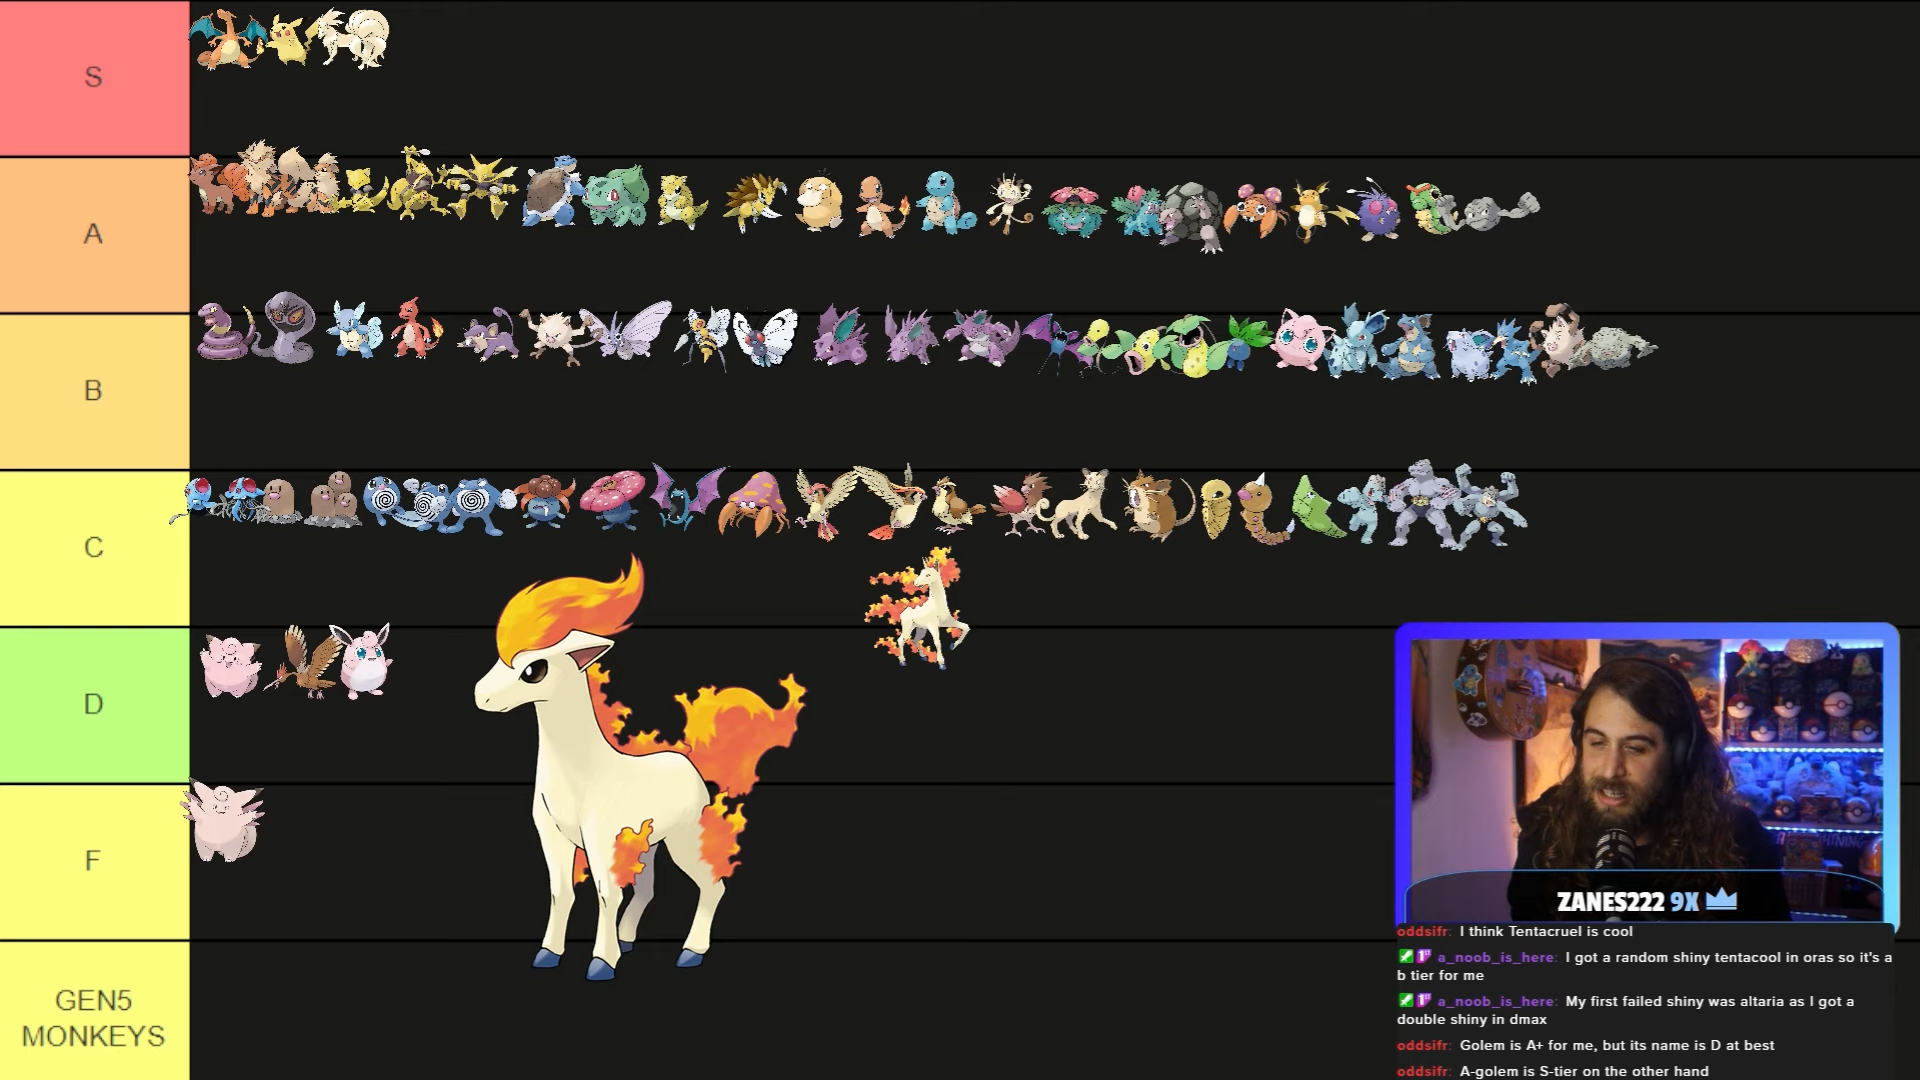 S
A
B
C
D
F
GEN5
MONKEYS
ZANES222 9X
oddsifr: I think Tentacruel is cool
a_noob_is_here: I got a random shiny tentacool in oras so it's a
b tier for me
a_noob_is_here: My first failed shiny was altaria as I got a
double shiny in dmax
oddsifr: Golem is A+ for me, but its name is D at best
oddsifr: A-golem is S-tier on the other hand